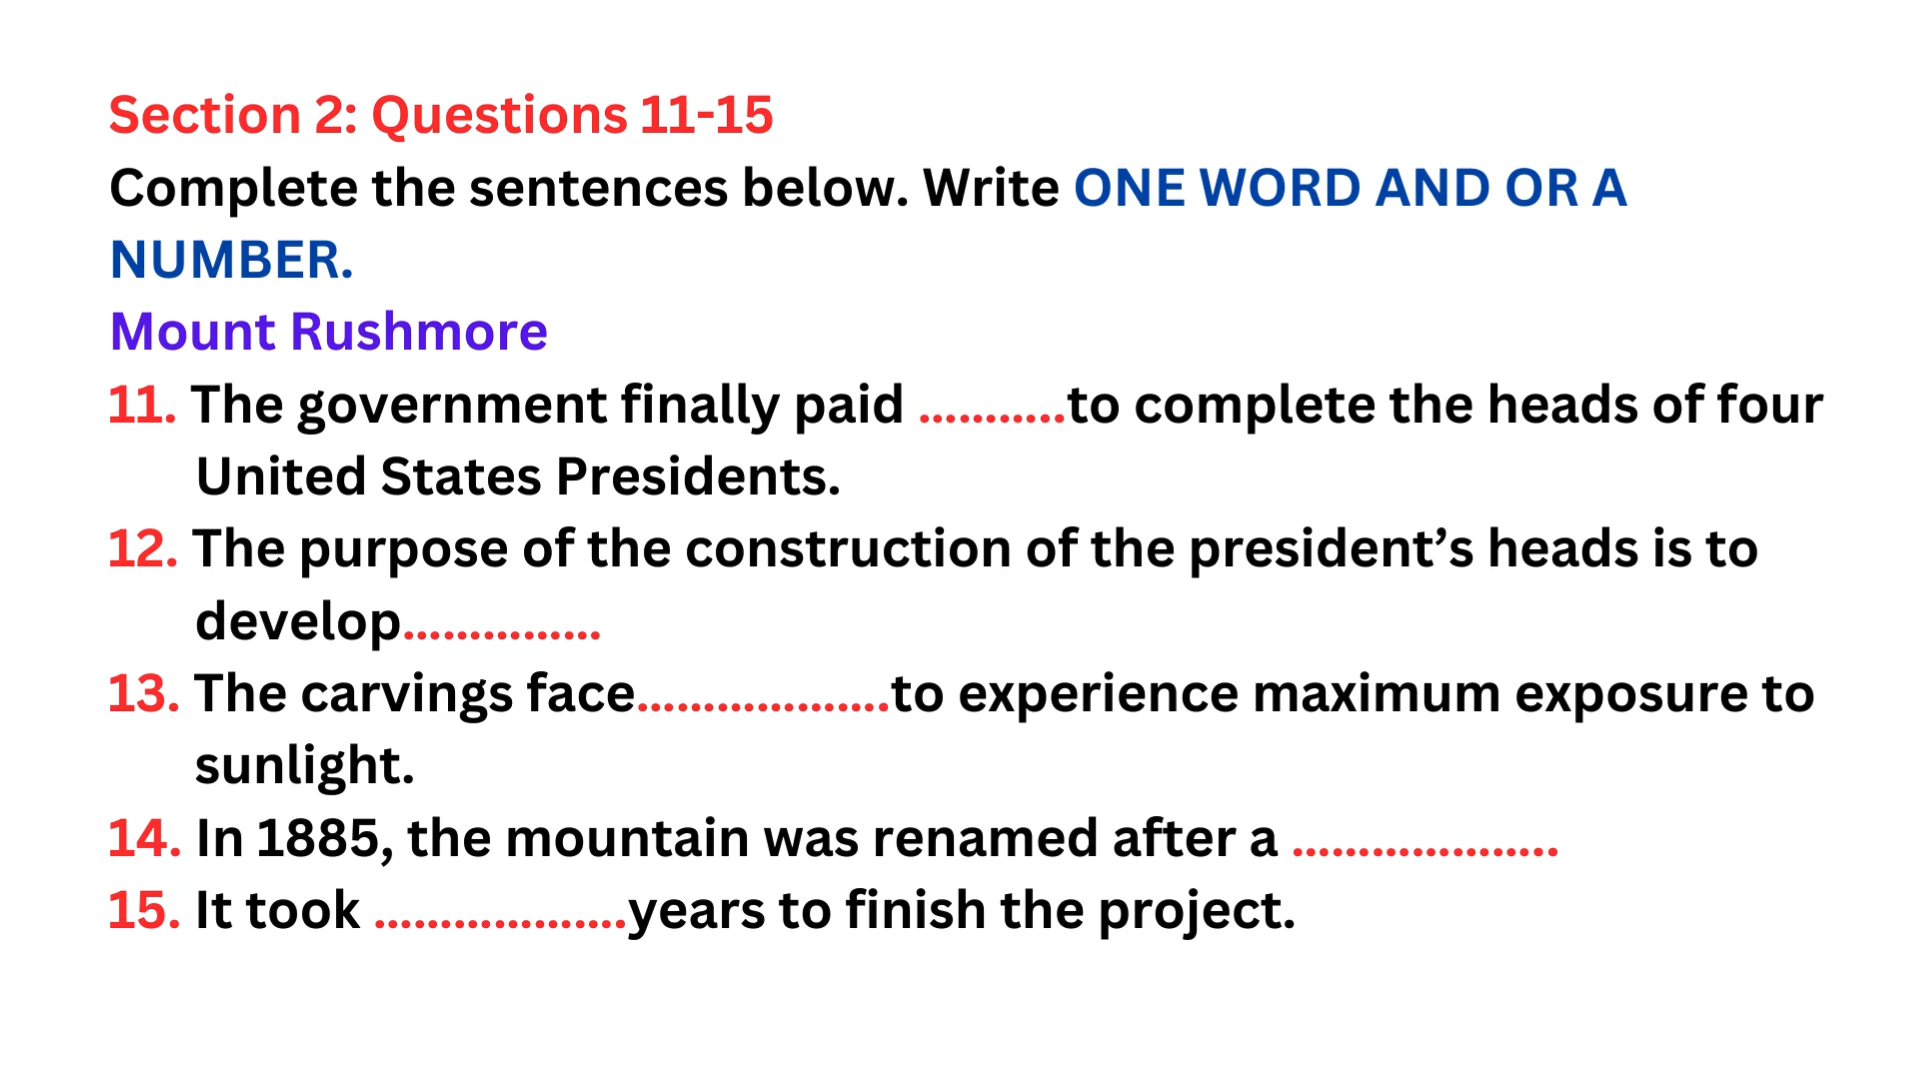 Section 2: Questions 11-15
Complete the sentences below. Write ONE WORD AND OR A
NUMBER.
Mount Rushmore
11. The government finally paid ...........to complete the heads of four
United States Presidents.
12. The purpose of the construction of the president’s heads is to
develop...............
13. The carvings face...................to experience maximum exposure to
sunlight.
14. In 1885, the mountain was renamed after a ....................
15. It took ...................years to finish the project.